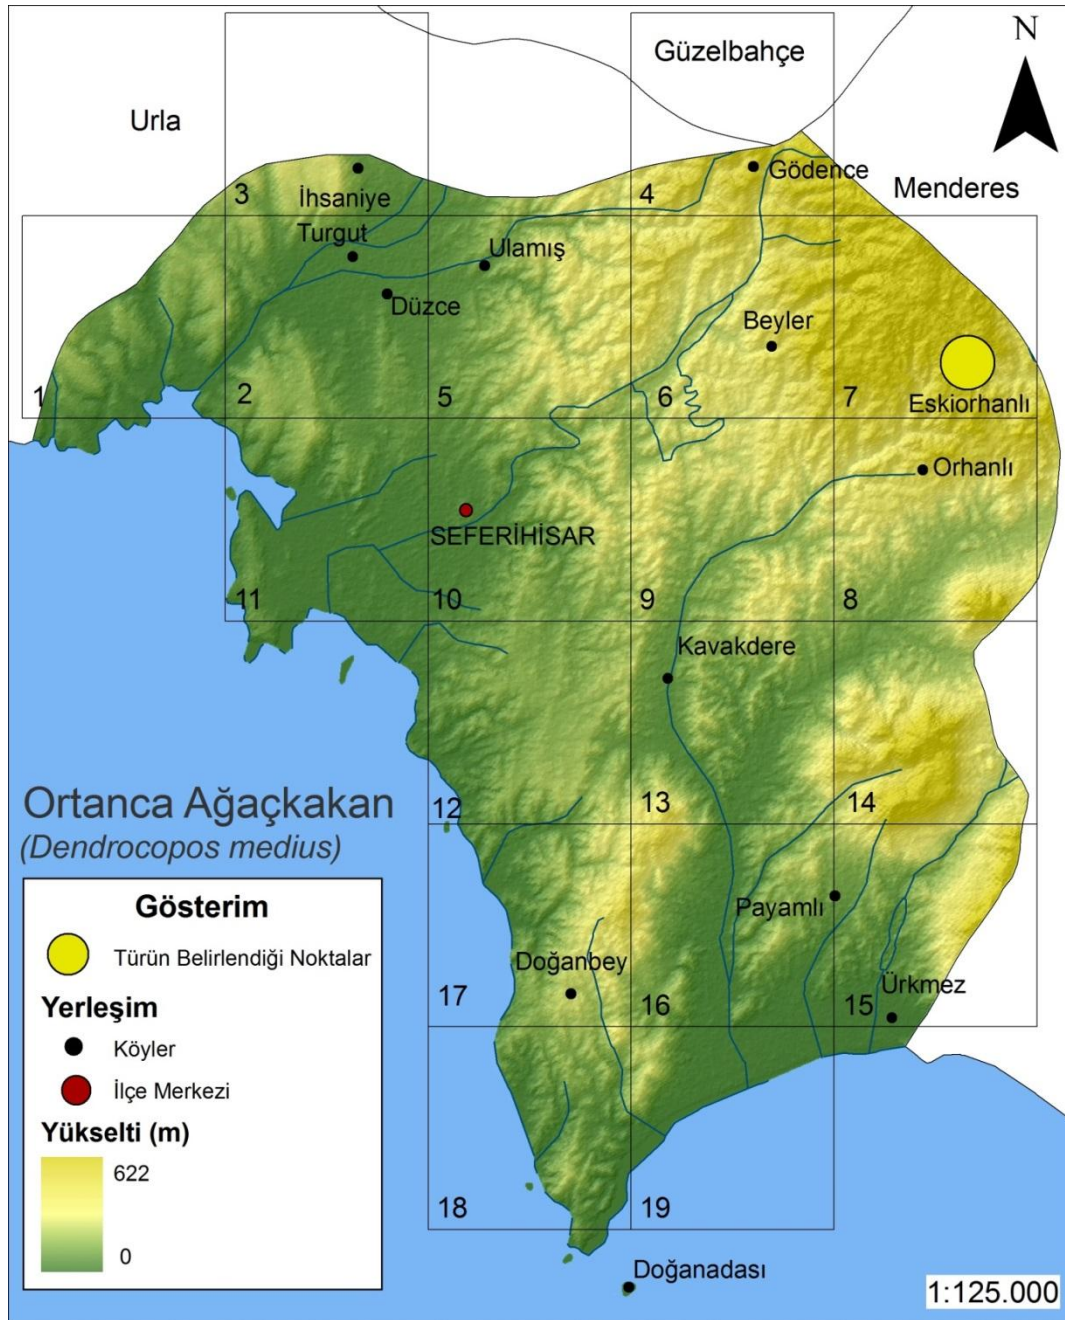 Güzelbahçe
N
Urla
Gödence
Menderes
3
4
İhsaniye
Turgut
Ulamış
Düzce
Beyler
1
2
5
6
7
Eskiorhanlı
Orhanlı
SEFERİHİSAR
11
10
9
8
Kavakdere
Ortanca Ağaçkakan
(Dendrocopos medius)
12
13
14
Gösterim
Türün Belirlendiği Noktalar
Yerleşim
Köyler
İlçe Merkezi
Yükselti (m)
622
0
Payamlı
Doğanbey
Ürkmez
17
16
15
18
19
Doğanadası
1:125.000